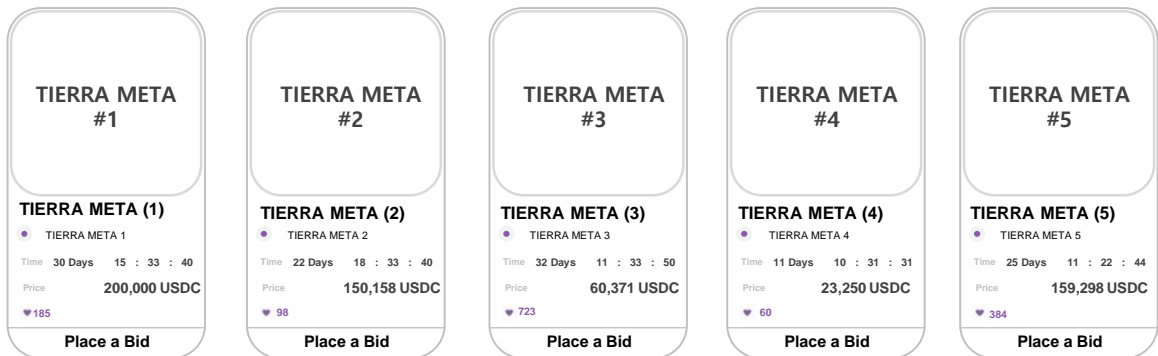 TIERRA META
#1
TIERRA META (1)
TIERRA META 1
Time 30 Days 15 : 33 : 40
Price 200,000 USDC
185
Place a Bid
TIERRA META
#2
TIERRA META (2)
TIERRA META 2
Time 22 Days 18 : 33 : 40
Price 150,158 USDC
98
Place a Bid
TIERRA META
#3
TIERRA META (3)
TIERRA META 3
Time 32 Days 11 : 33 : 50
Price 60,371 USDC
723
Place a Bid
TIERRA META
#4
TIERRA META (4)
TIERRA META 4
Time 11 Days 10 : 31 : 31
Price 23,250 USDC
60
Place a Bid
TIERRA META
#5
TIERRA META (5)
TIERRA META 5
Time 25 Days 11 : 22 : 44
Price 159,298 USDC
384
Place a Bid